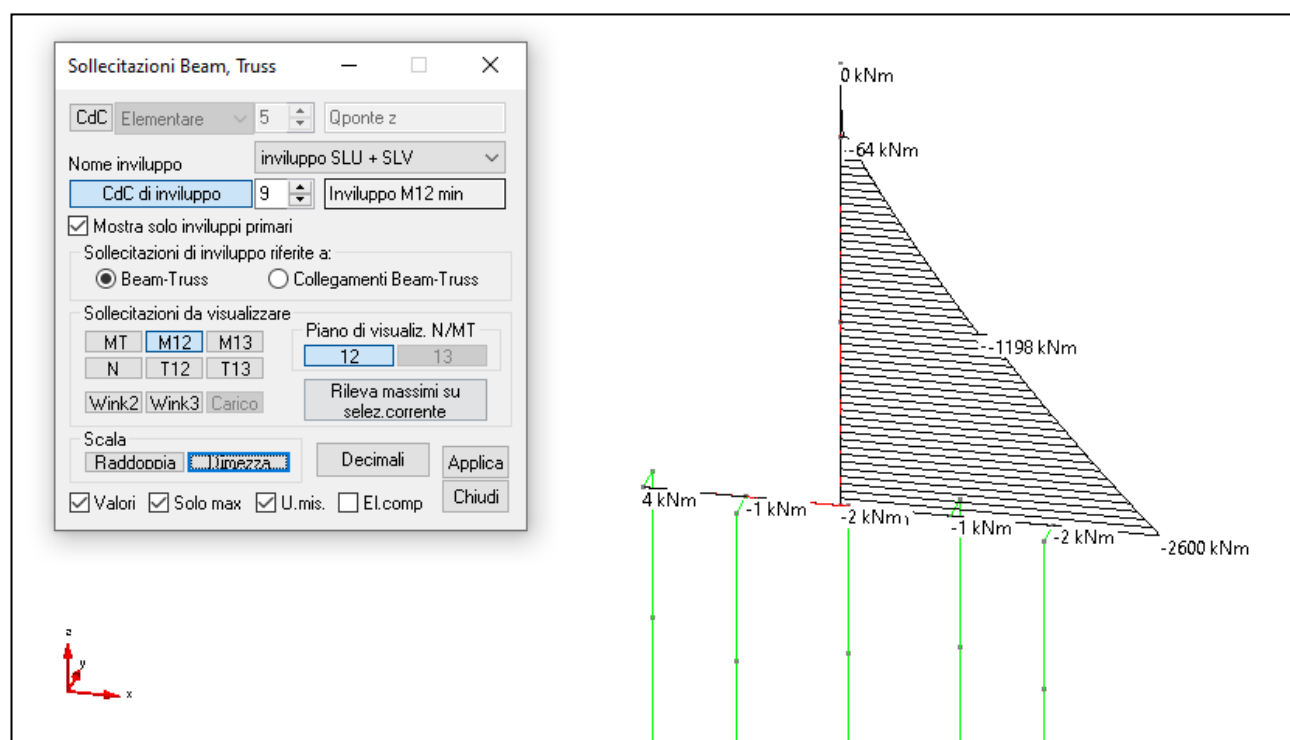 Sollecitazioni Beam, Truss
CdC Elementare 5 Qponte z
Nome inviluppo inviluppo SLU + SLV
CdC di inviluppo 9 Inviluppo M12 min
Mostra solo inviluppi primari
Sollecitazioni di inviluppo riferite a:
Beam-Truss Collegamenti Beam-Truss
Sollecitazioni da visualizzare
MT M12 M13
N T12 T13
Wink2 Wink3 Carico
Piano di visualiz. N/MT
12 13
Rileva massimi su
selez.corrente
Scala
Raddoppia Dimezza
Decimali
Applica
Valori Solo max U.mis. El.comp
Chiudi
0 kNm
-64 kNm
-1198 kNm
4 kNm
-1 kNm
-2 kNm
-1 kNm
-2 kNm
-2600 kNm
z
y
x